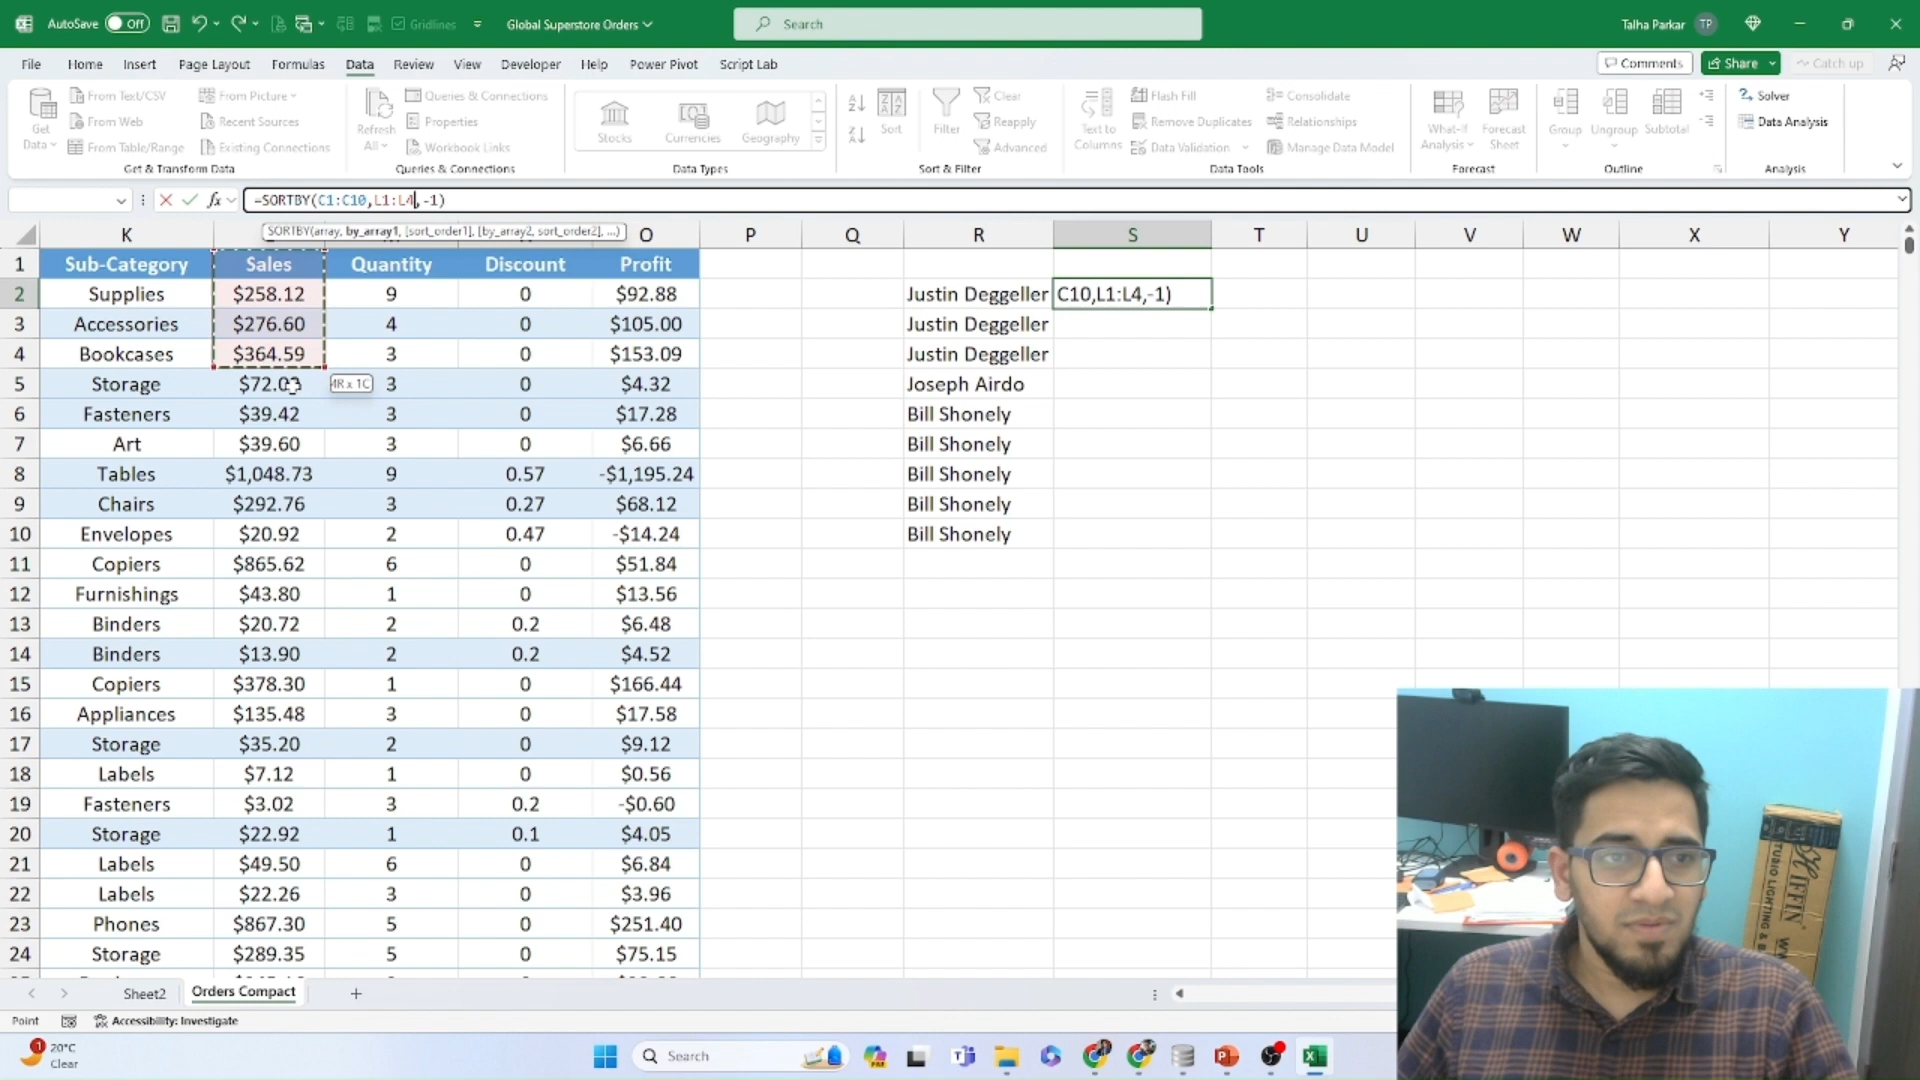 AutoSave Off Gridlines Global Superstore Orders Search Talha Parkar TP
File Home Insert Page Layout Formulas Data Review View Developer Help Power Pivot Script Lab Comments Share Catch up
Get Data From Text/CSV From Picture Refresh All Queries & Connections Stocks Currencies Geography Sort Filter Clear Text to Columns Flash Fill Consolidate What-If Analysis Forecast Sheet Group Ungroup Subtotal Solver
From Web Recent Sources Properties Reapply Remove Duplicates Relationships Data Analysis
From Table/Range Existing Connections Workbook Links Advanced Data Validation Manage Data Model
Get & Transform Data Queries & Connections Data Types Sort & Filter Data Tools Forecast Outline Analysis
fx =SORTBY(C1:C10,L1:L4,-1)
SORTBY(array, by_array1, [sort_order1], [by_array2, sort_order2], ...)
K O P Q R S T U V W X Y
1 Sub-Category Sales Quantity Discount Profit
2 Supplies $258.12 9 0 $92.88 Justin Deggeller C10,L1:L4,-1)
3 Accessories $276.60 4 0 $105.00 Justin Deggeller
4 Bookcases $364.59 3 0 $153.09 Justin Deggeller
5 Storage 4R x 1C 3 0 $4.32 Joseph Airdo
6 Fasteners $39.42 3 0 $17.28 Bill Shonely
7 Art $39.60 3 0 $6.66 Bill Shonely
8 Tables $1,048.73 9 0.57 -$1,195.24 Bill Shonely
9 Chairs $292.76 3 0.27 $68.12 Bill Shonely
10 Envelopes $20.92 2 0.47 -$14.24 Bill Shonely
11 Copiers $865.62 6 0 $51.84
12 Furnishings $43.80 1 0 $13.56
13 Binders $20.72 2 0.2 $6.48
14 Binders $13.90 2 0.2 $4.52
15 Copiers $378.30 1 0 $166.44
16 Appliances $135.48 3 0 $17.58
17 Storage $35.20 2 0 $9.12
18 Labels $7.12 1 0 $0.56
19 Fasteners $3.02 3 0.2 -$0.60
20 Storage $22.92 1 0.1 $4.05
21 Labels $49.50 6 0 $6.84
22 Labels $22.26 3 0 $3.96
23 Phones $867.30 5 0 $251.40
24 Storage $289.35 5 0 $75.15
Sheet2 Orders Compact
Point Accessibility: Investigate
1 20°C
Clear
Search